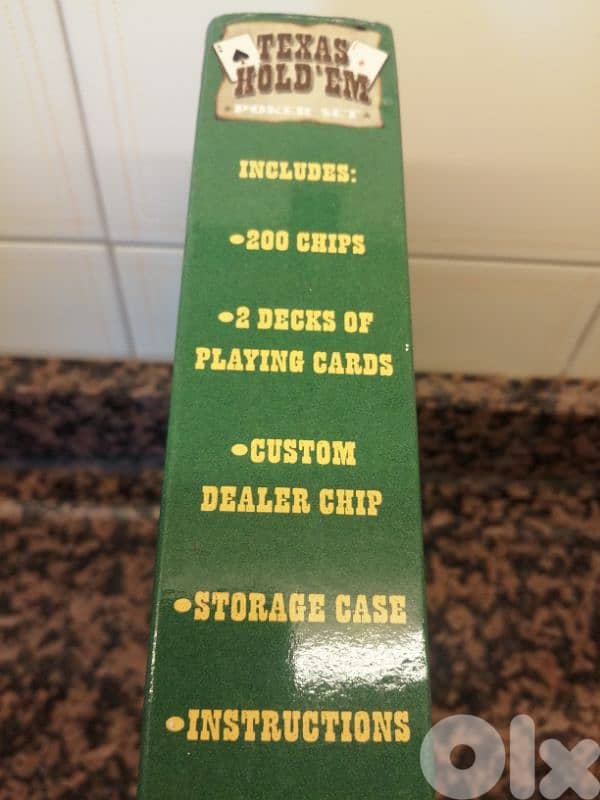 TEXAS
HOLD'EM
POKER SET
INCLUDES:
•200 CHIPS
•2 DECKS OF
PLAYING CARDS
•CUSTOM
DEALER CHIP
•STORAGE CASE
•INSTRUCTIONS
OLX